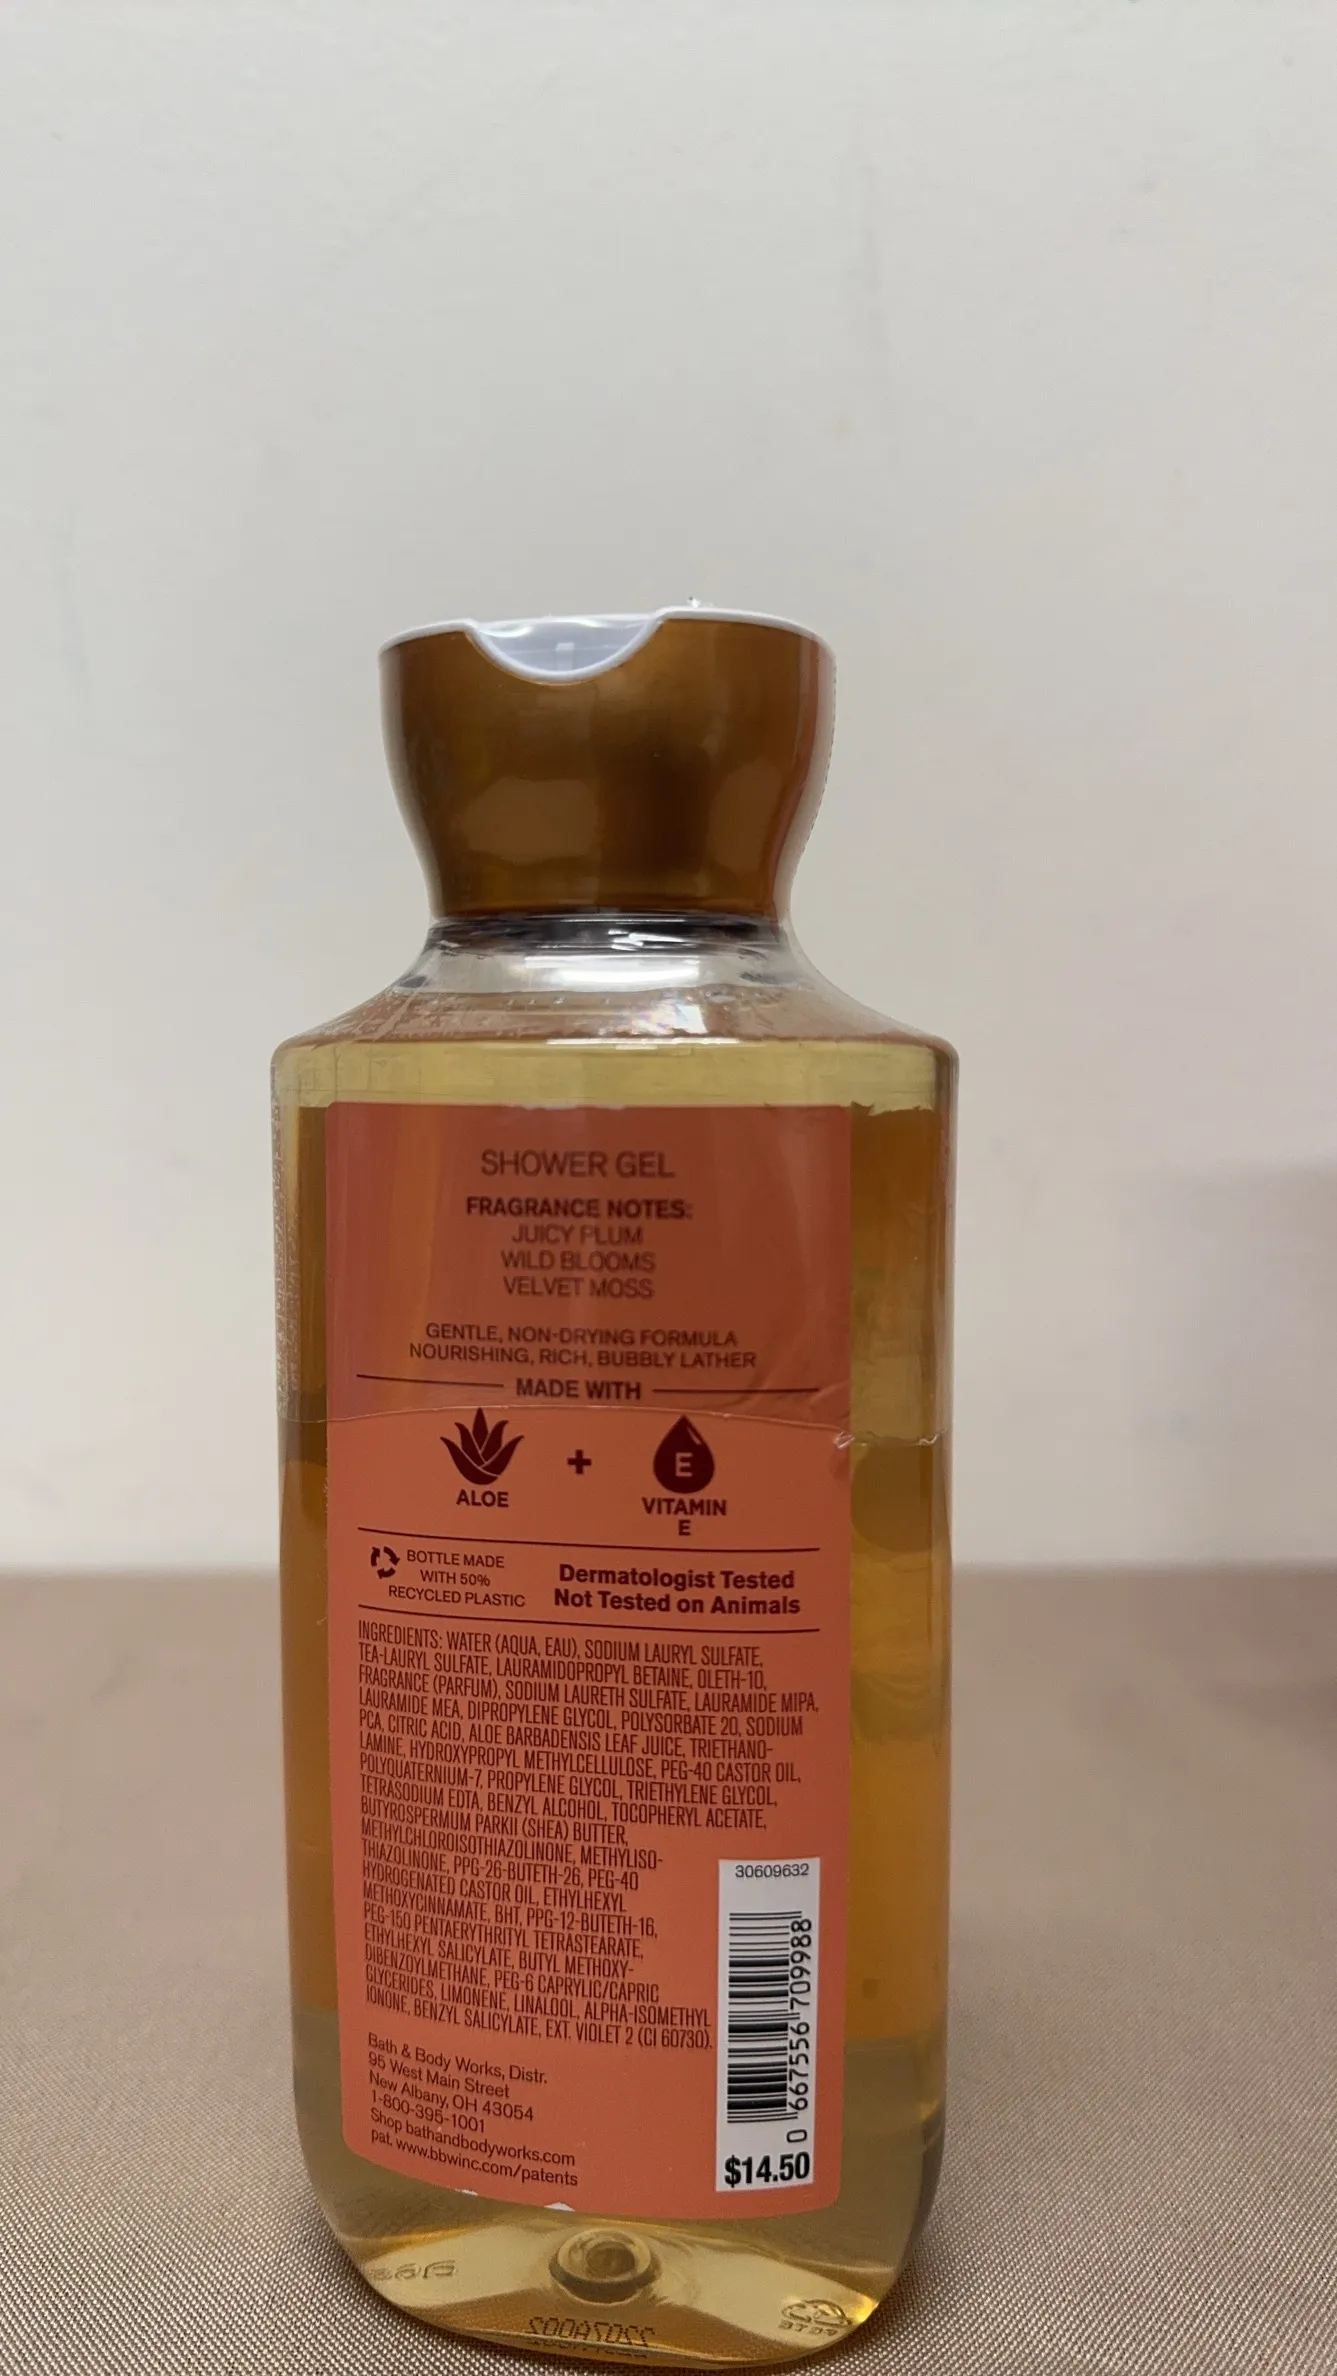 SHOWER GEL
FRAGRANCE NOTES:
JUICY PLUM
WILD BLOOMS
VELVET MOSS
GENTLE, NON-DRYING FORMULA
NOURISHING, RICH, BUBBLY LATHER
MADE WITH
ALOE
+
E
VITAMIN
E
BOTTLE MADE
WITH 50%
RECYCLED PLASTIC
Dermatologist Tested
Not Tested on Animals
INGREDIENTS: WATER (AQUA, EAU), SODIUM LAURYL SULFATE,
TEA-LAURYL SULFATE, LAURAMIDOPROPYL BETAINE, OLETH-10,
FRAGRANCE (PARFUM), SODIUM LAURETH SULFATE, LAURAMIDE MIPA,
LAURAMIDE MEA, DIPROPYLENE GLYCOL, POLYSORBATE 20, SODIUM
PCA, CITRIC ACID, ALOE BARBADENSIS LEAF JUICE, TRIETHANO-
LAMINE, HYDROXYPROPYL METHYLCELLULOSE, PEG-40 CASTOR OIL,
POLYQUATERNIUM-7, PROPYLENE GLYCOL, TRIETHYLENE GLYCOL,
TETRASODIUM EDTA, BENZYL ALCOHOL, TOCOPHERYL ACETATE,
BUTYROSPERMUM PARKII (SHEA) BUTTER,
METHYLCHLOROISOTHIAZOLINONE, METHYLISO-
THIAZOLINONE, PPG-26-BUTETH-26, PEG-40
HYDROGENATED CASTOR OIL, ETHYLHEXYL
METHOXYCINNAMATE, BHT, PPG-12-BUTETH-16,
PEG-150 PENTAERYTHRITYL TETRASTEARATE,
ETHYLHEXYL SALICYLATE, BUTYL METHOXY-
DIBENZOYLMETHANE, PEG-6 CAPRYLIC/CAPRIC
GLYCERIDES, LIMONENE, LINALOOL, ALPHA-ISOMETHYL
IONONE, BENZYL SALICYLATE, EXT. VIOLET 2 (CI 60730).
Bath & Body Works, Distr.
95 West Main Street
New Albany, OH 43054
1-800-395-1001
Shop bathandbodyworks.com
pat. www.bbwinc.com/patents
30609632
0 667556 709988
$14.50